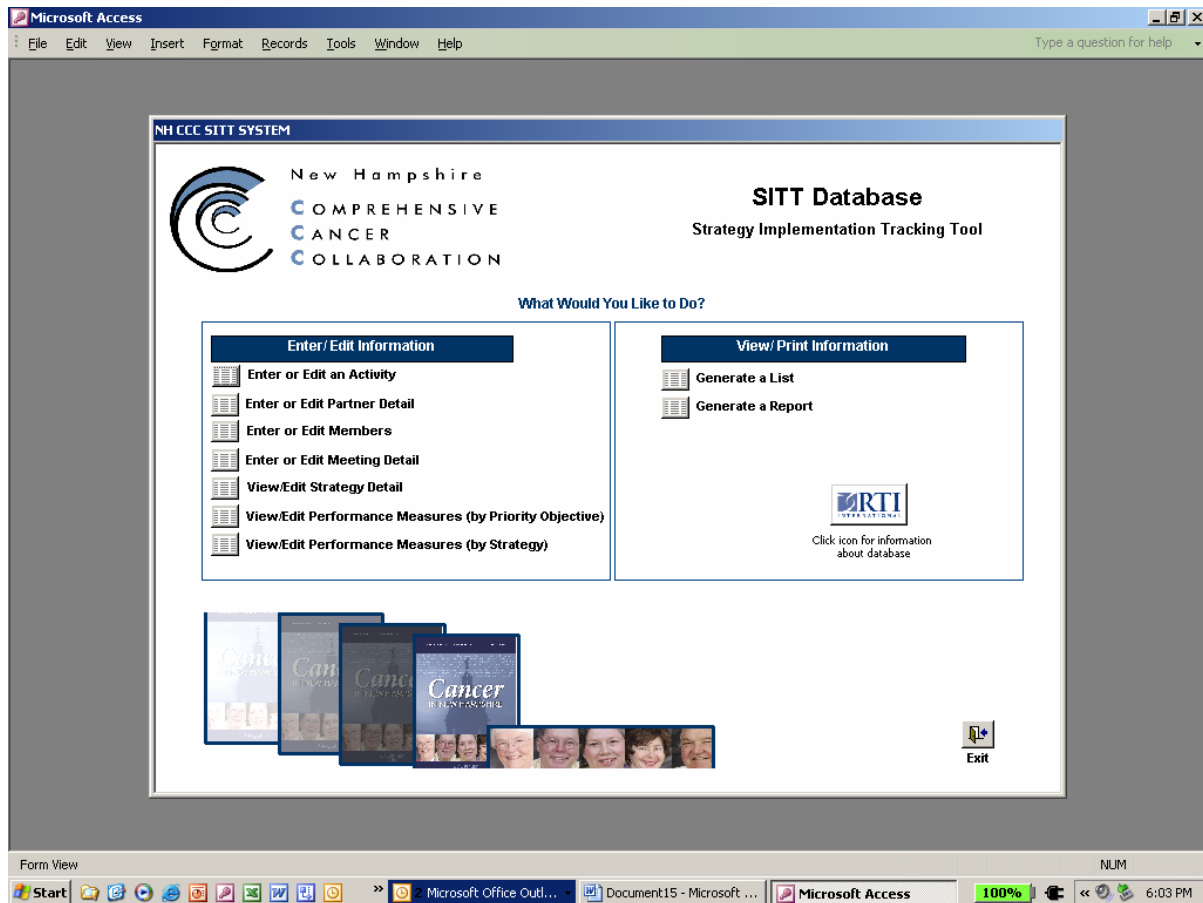 Microsoft Access
File Edit View Insert Format Records Tools Window Help Type a question for help
NH CCC SITT SYSTEM
New Hampshire
COMPREHENSIVE
CANCER
COLLABORATION
SITT Database
Strategy Implementation Tracking Tool
What Would You Like to Do?
Enter/Edit Information
Enter or Edit an Activity
Enter or Edit Partner Detail
Enter or Edit Members
Enter or Edit Meeting Detail
View/Edit Strategy Detail
View/Edit Performance Measures (by Priority Objective)
View/Edit Performance Measures (by Strategy)
View/Print Information
Generate a List
Generate a Report
RTI
INTERNATIONAL
Click icon for information
about database
Cancer
IN NEW HAMPSHIRE
Exit
Form View NUM
Start » 2 Microsoft Office Outl... Document15 - Microsoft ... Microsoft Access 100% « 6:03 PM